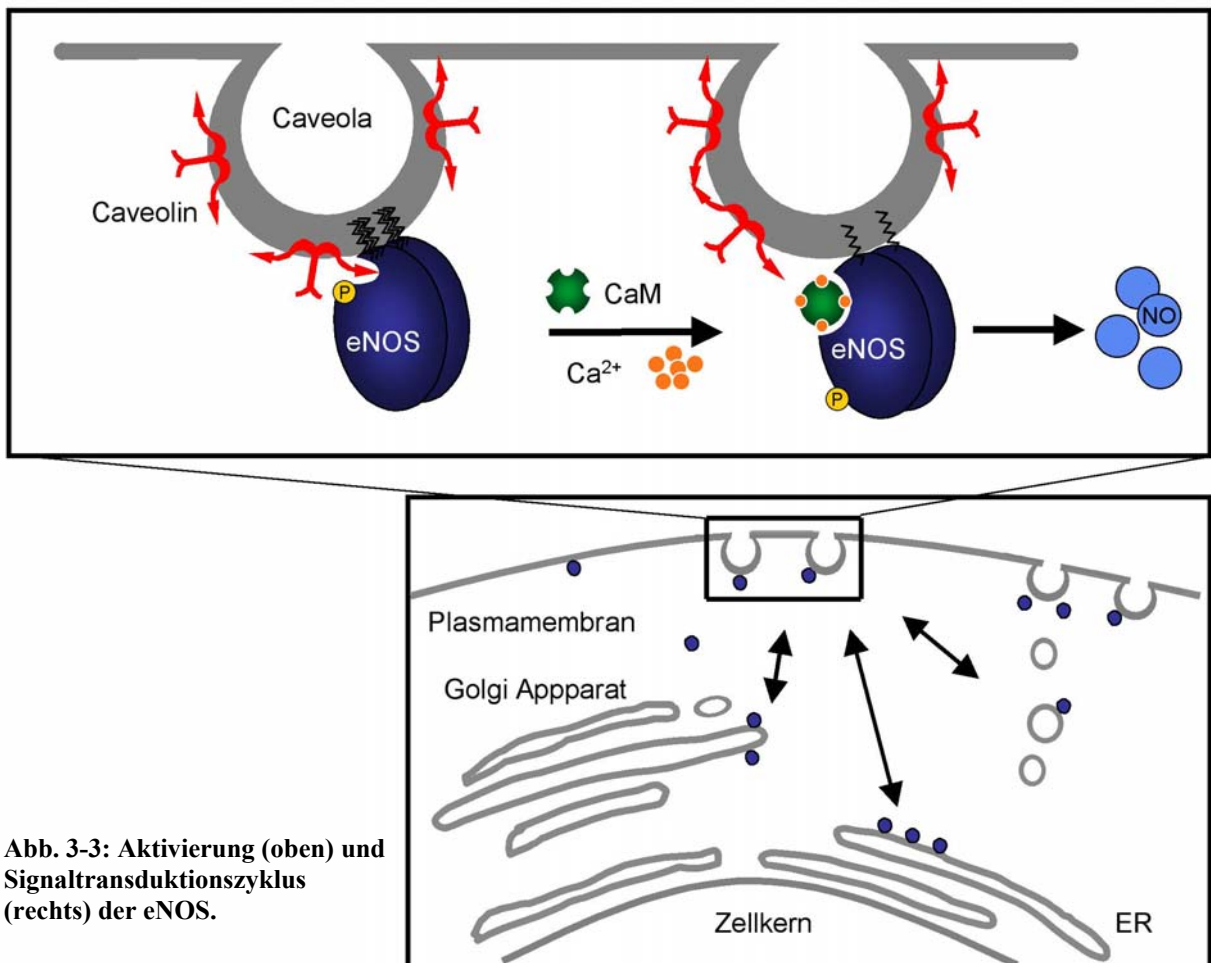 Caveola
Caveolin
P
eNOS
CaM
Ca²⁺
eNOS
P
NO
Plasmamembran
Golgi Appparat
Zellkern
ER
Abb. 3-3: Aktivierung (oben) und
Signaltransduktionszyklus
(rechts) der eNOS.